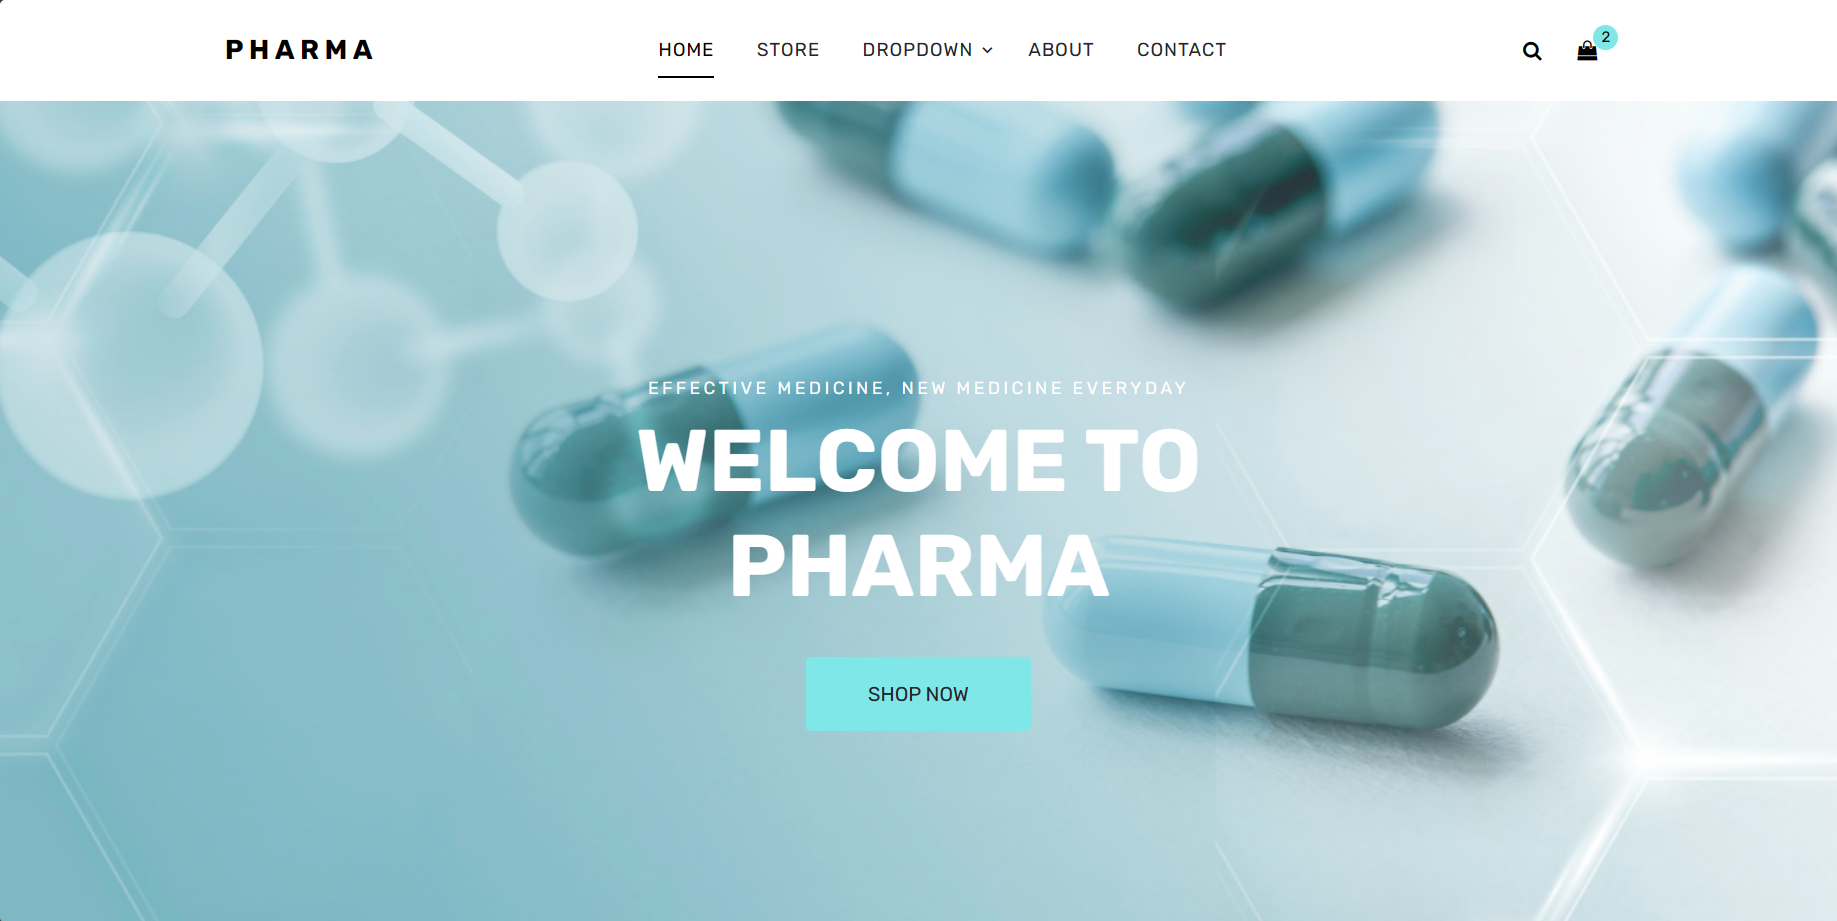 PHARMA
HOME STORE DROPDOWN ABOUT CONTACT
2
EFFECTIVE MEDICINE, NEW MEDICINE EVERYDAY
WELCOME TO
PHARMA
SHOP NOW